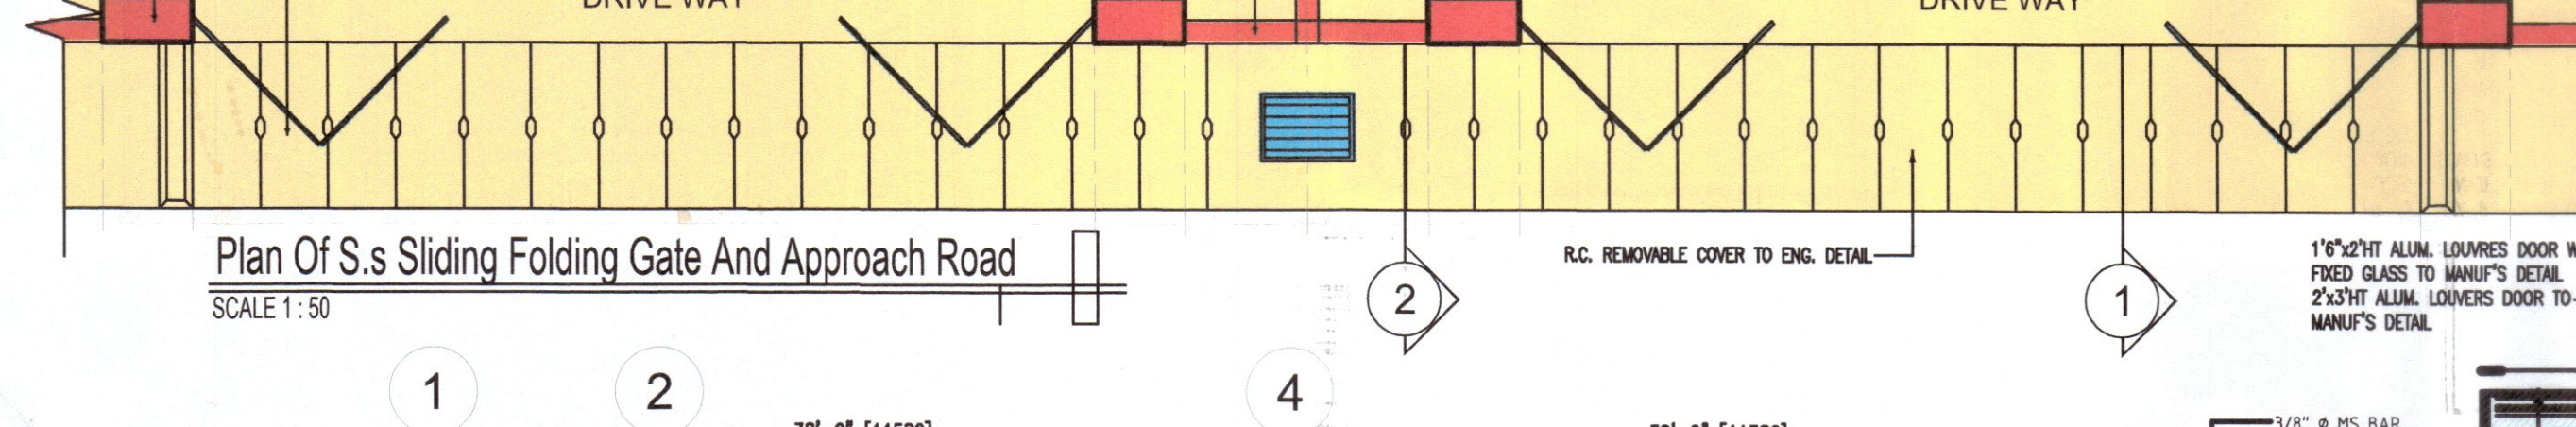 DRIVE WAY
DRIVE WAY
Plan Of S.s Sliding Folding Gate And Approach Road
SCALE 1 : 50
R.C. REMOVABLE COVER TO ENG. DETAIL
2
1
1'6"x2'HT ALUM. LOUVRES DOOR
FIXED GLASS TO MANUF'S DETAIL
2'x3'HT ALUM. LOUVERS DOOR TO
MANUF'S DETAIL
1
2
4
3/8" Ø MS BAR